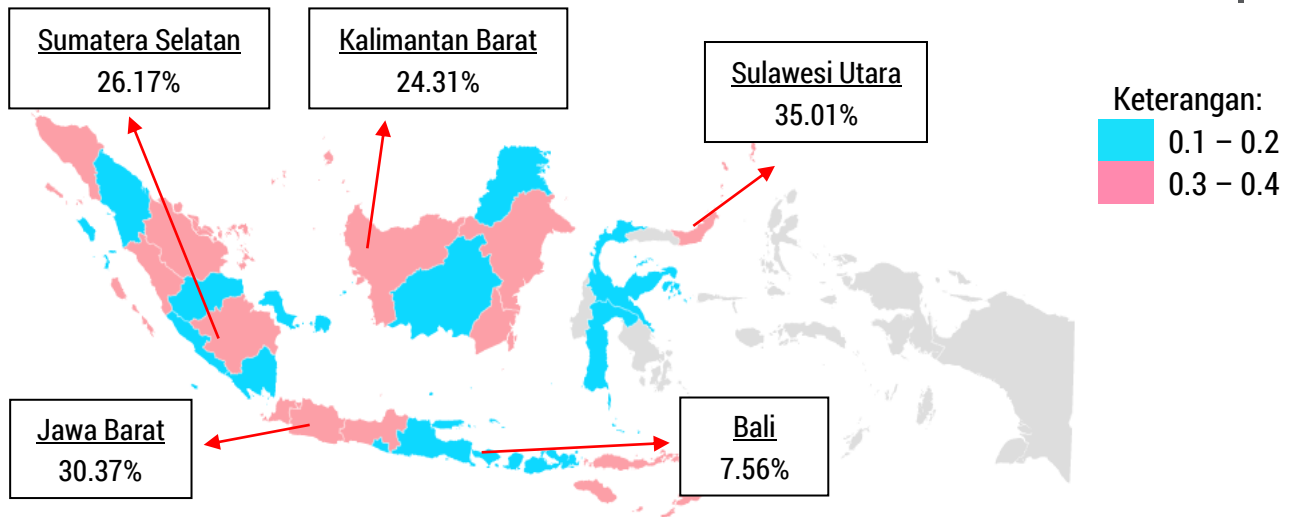 Sumatera Selatan
26.17%
Kalimantan Barat
24.31%
Sulawesi Utara
35.01%
Keterangan:
0.1 – 0.2
0.3 – 0.4
Jawa Barat
30.37%
Bali
7.56%